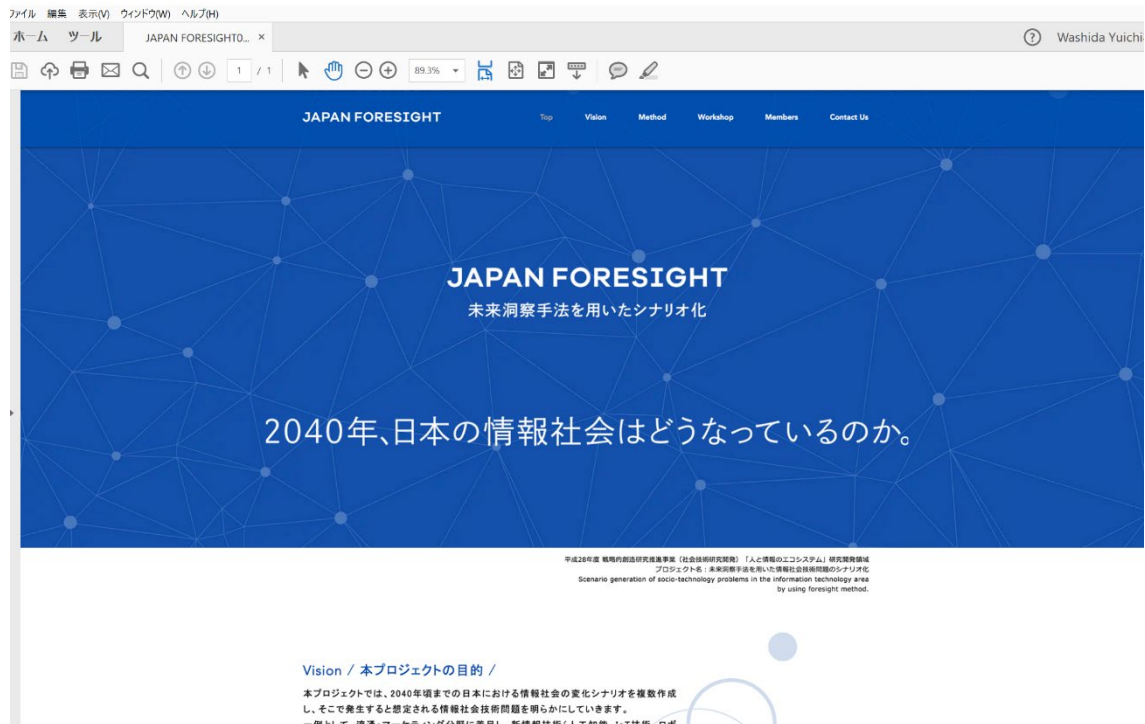 ファイル 編集 表示(V) ウィンドウ(W) ヘルプ(H)
ホーム ツール JAPAN FORESIGHT0... × ? Washida Yuichi
1 / 1 89.3%
JAPAN FORESIGHT Top Vision Method Workshop Members Contact Us
JAPAN FORESIGHT
未来洞察手法を用いたシナリオ化
2040年、日本の情報社会はどうなっているのか。
平成28年度 戦略的創造研究推進事業（社会技術研究開発）「人と情報のエコシステム」研究開発領域
プロジェクト名：未来洞察手法を用いた情報社会技術問題のシナリオ化
Scenario generation of socio-technology problems in the information technology area
by using foresight method.
Vision / 本プロジェクトの目的 /
本プロジェクトでは、2040年頃までの日本における情報社会の変化シナリオを複数作成
し、そこで発生すると想定される情報社会技術問題を明らかにしていきます。